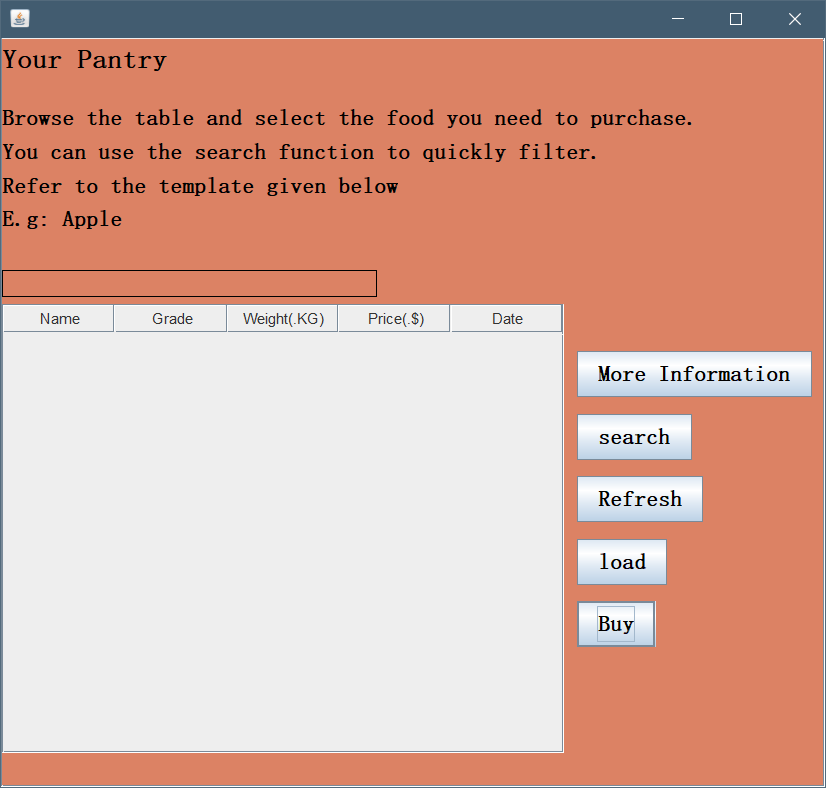 Your Pantry
Browse the table and select the food you need to purchase.
You can use the search function to quickly filter.
Refer to the template given below
E.g: Apple
Name Grade Weight(.KG) Price(.$) Date
More Information
search
Refresh
load
Buy